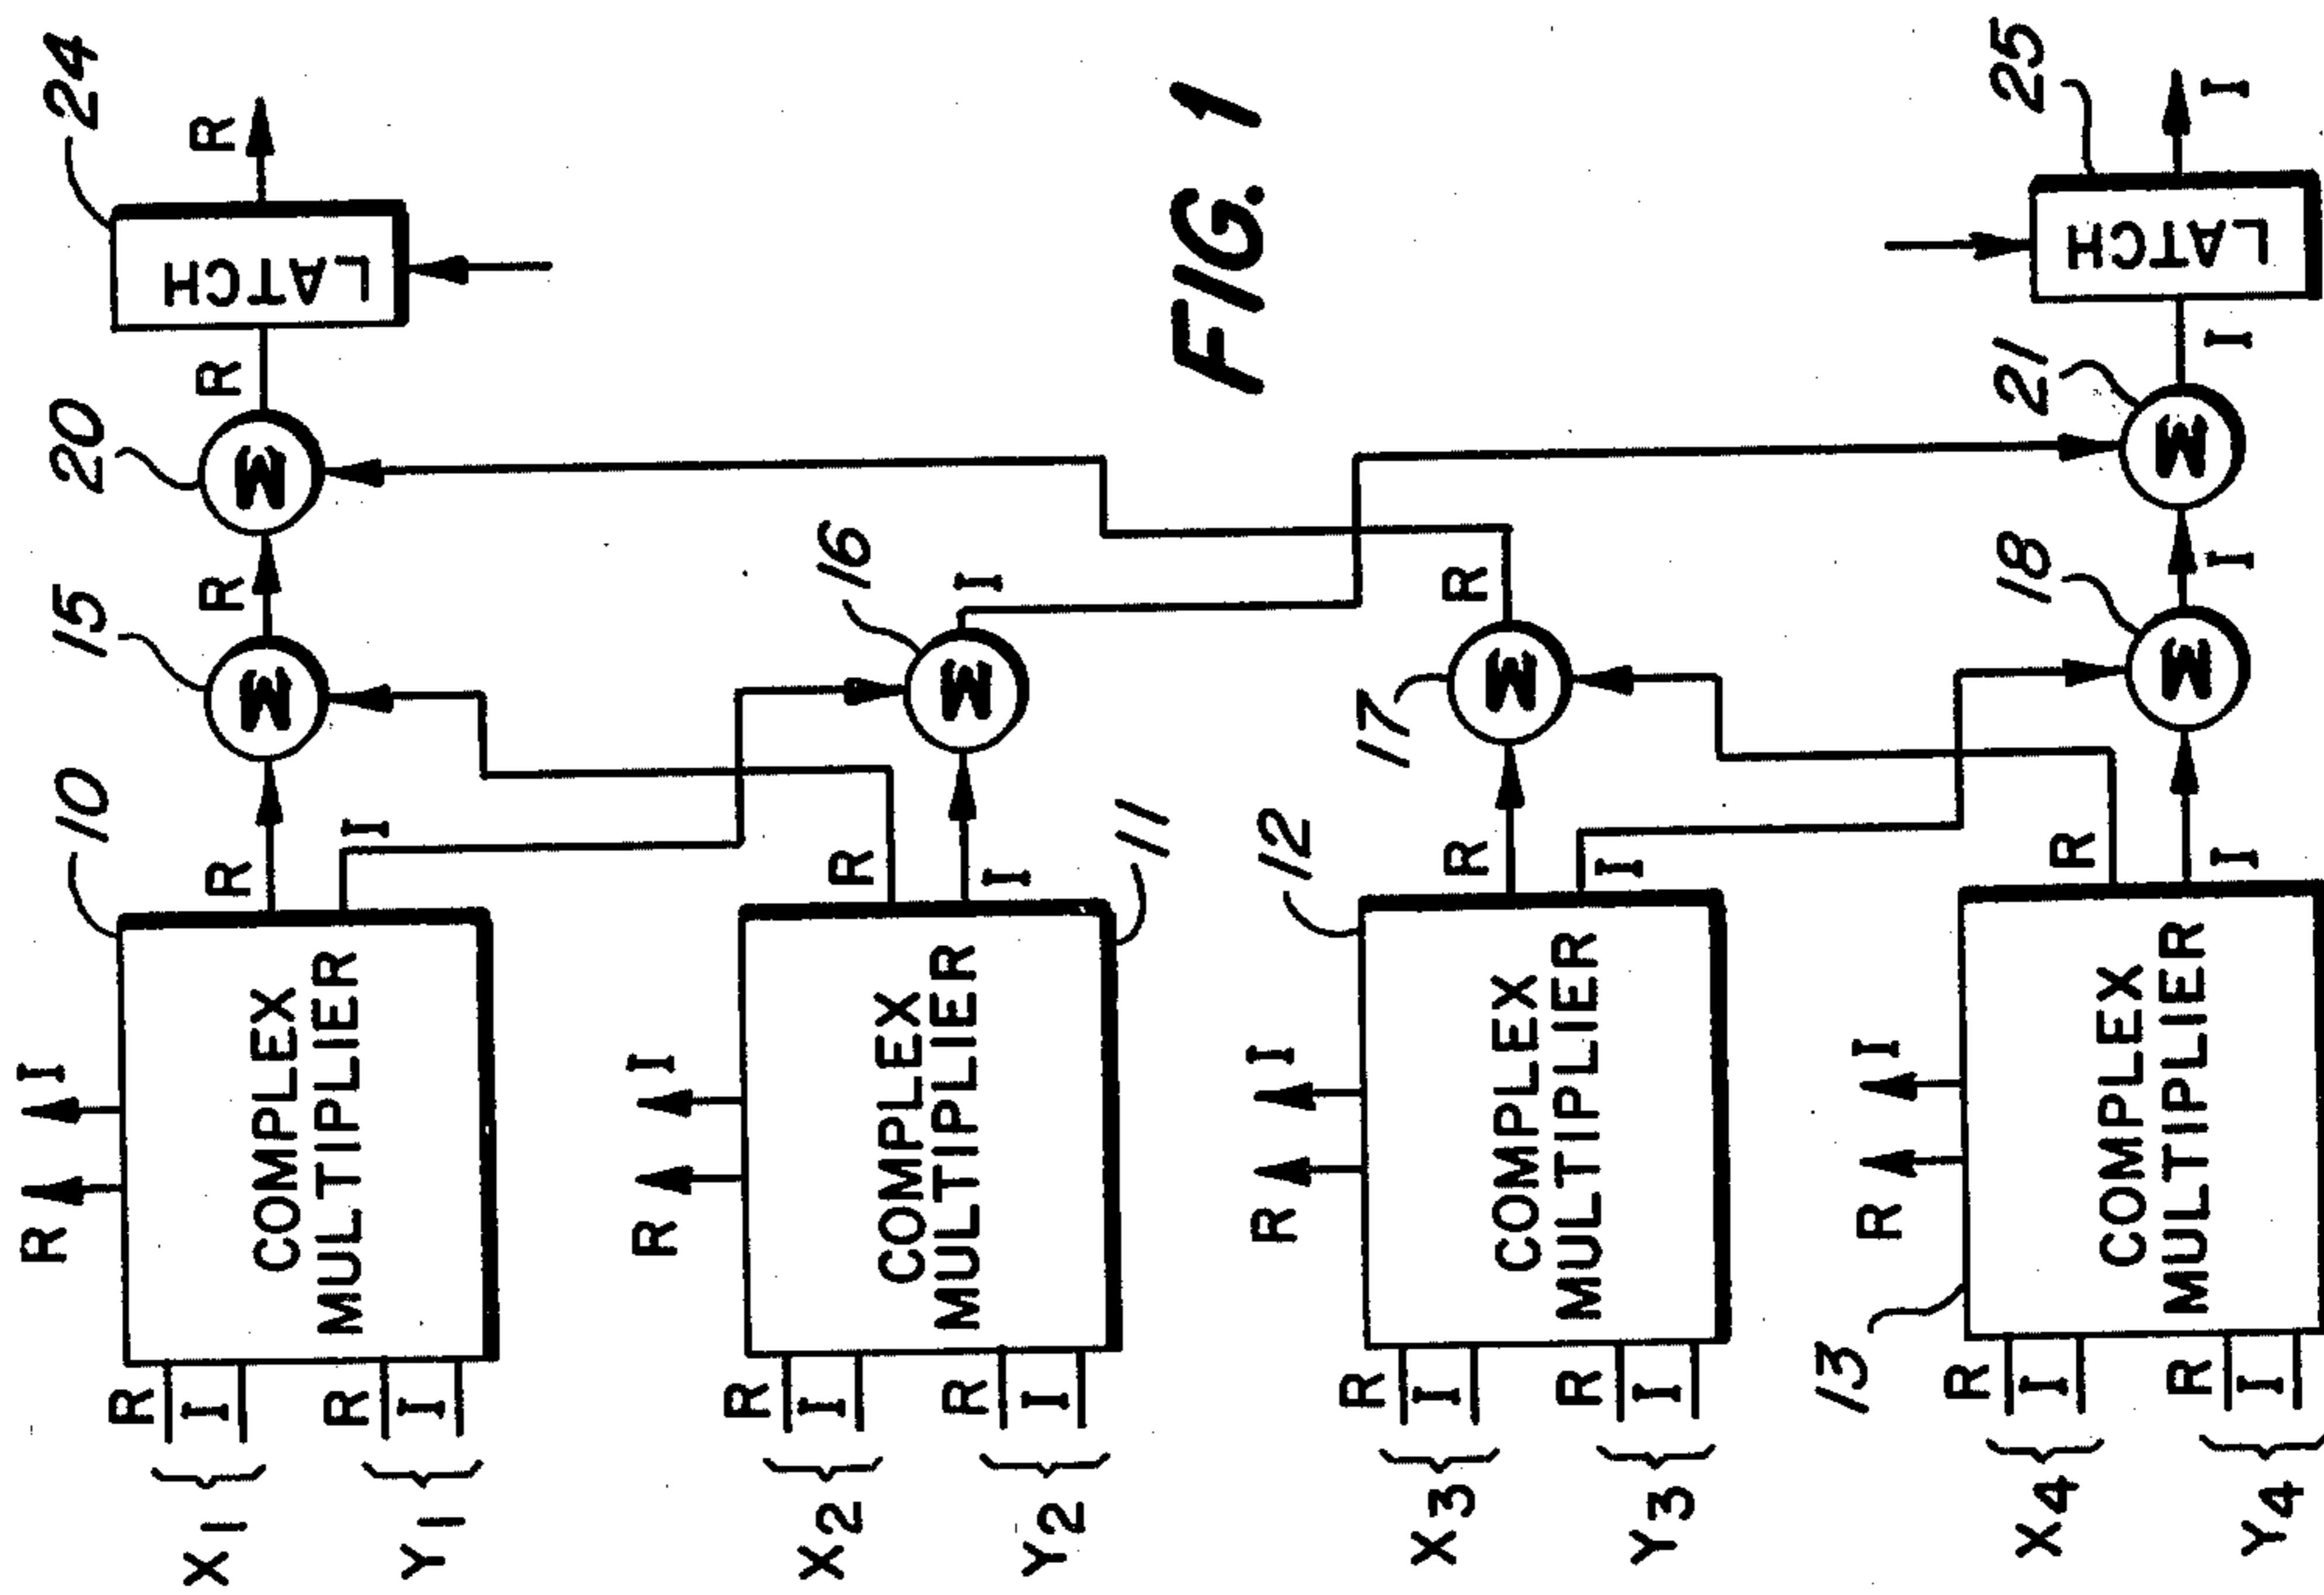 FIG. 1
X1
R
I
Y1
R
I
R
I
COMPLEX
MULTIPLIER
10
R
I
15
Σ
R
20
Σ
R
LATCH
24
R
X2
R
I
Y2
R
I
R
I
COMPLEX
MULTIPLIER
11
R
I
16
Σ
I
X3
R
I
Y3
R
I
R
I
COMPLEX
MULTIPLIER
12
R
I
17
Σ
R
X4
R
I
Y4
R
I
13
R
I
COMPLEX
MULTIPLIER
R
I
18
Σ
I
21
Σ
I
LATCH
25
I